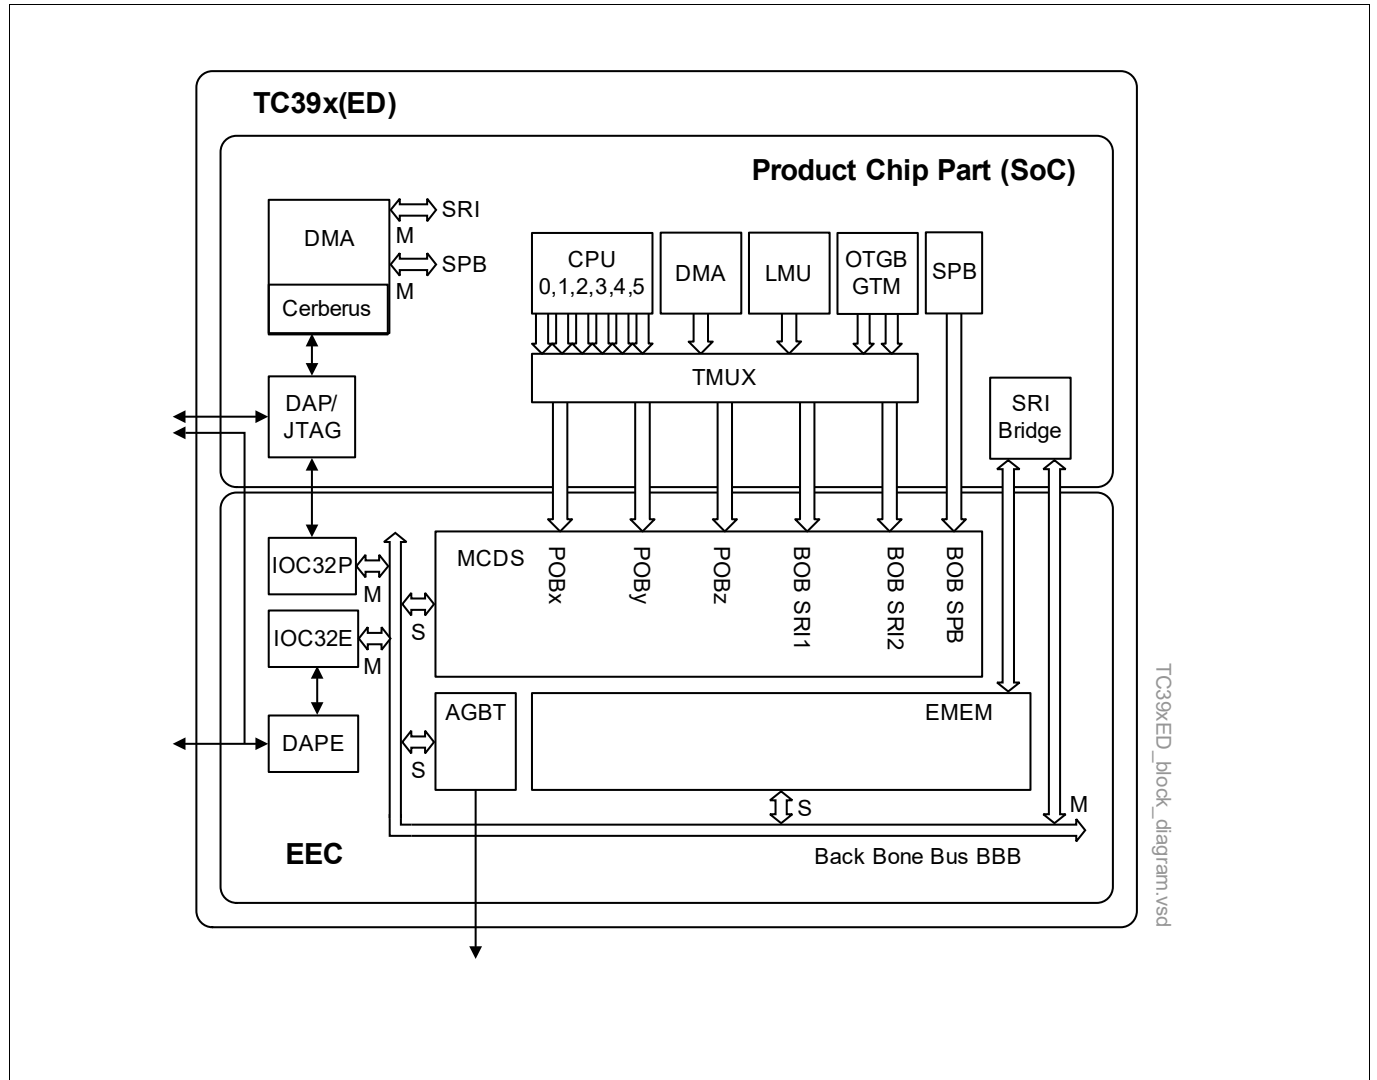 TC39x(ED)
Product Chip Part (SoC)
DMA
SRI
M
SPB
M
Cerberus
CPU
0,1,2,3,4,5
DMA
LMU
OTGB
GTM
SPB
TMUX
DAP/
JTAG
SRI
Bridge
IOC32P
M
IOC32E
M
MCDS
S
POBx
POBy
POBz
BOB SRI1
BOB SRI2
BOB SPB
DAPE
AGBT
S
EMEM
S
M
EEC
Back Bone Bus BBB
TC39xED_block_diagram.vsd